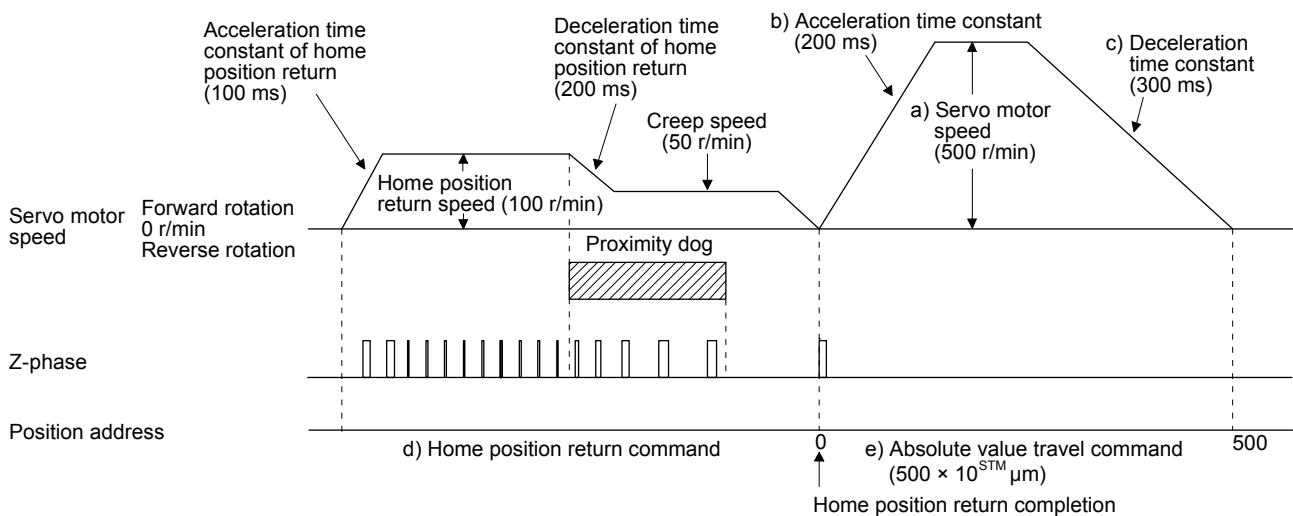 Acceleration time
constant of home
position return
(100 ms)
Deceleration time
constant of home
position return
(200 ms)
Creep speed
(50 r/min)
b) Acceleration time constant
(200 ms)
a) Servo motor
speed
(500 r/min)
c) Deceleration
time constant
(300 ms)
Home position
return speed (100 r/min)
Servo motor
speed
Forward rotation
0 r/min
Reverse rotation
Proximity dog
Z-phase
Position address
d) Home position return command
0
e) Absolute value travel command
(500 × 10^STM µm)
500
Home position return completion